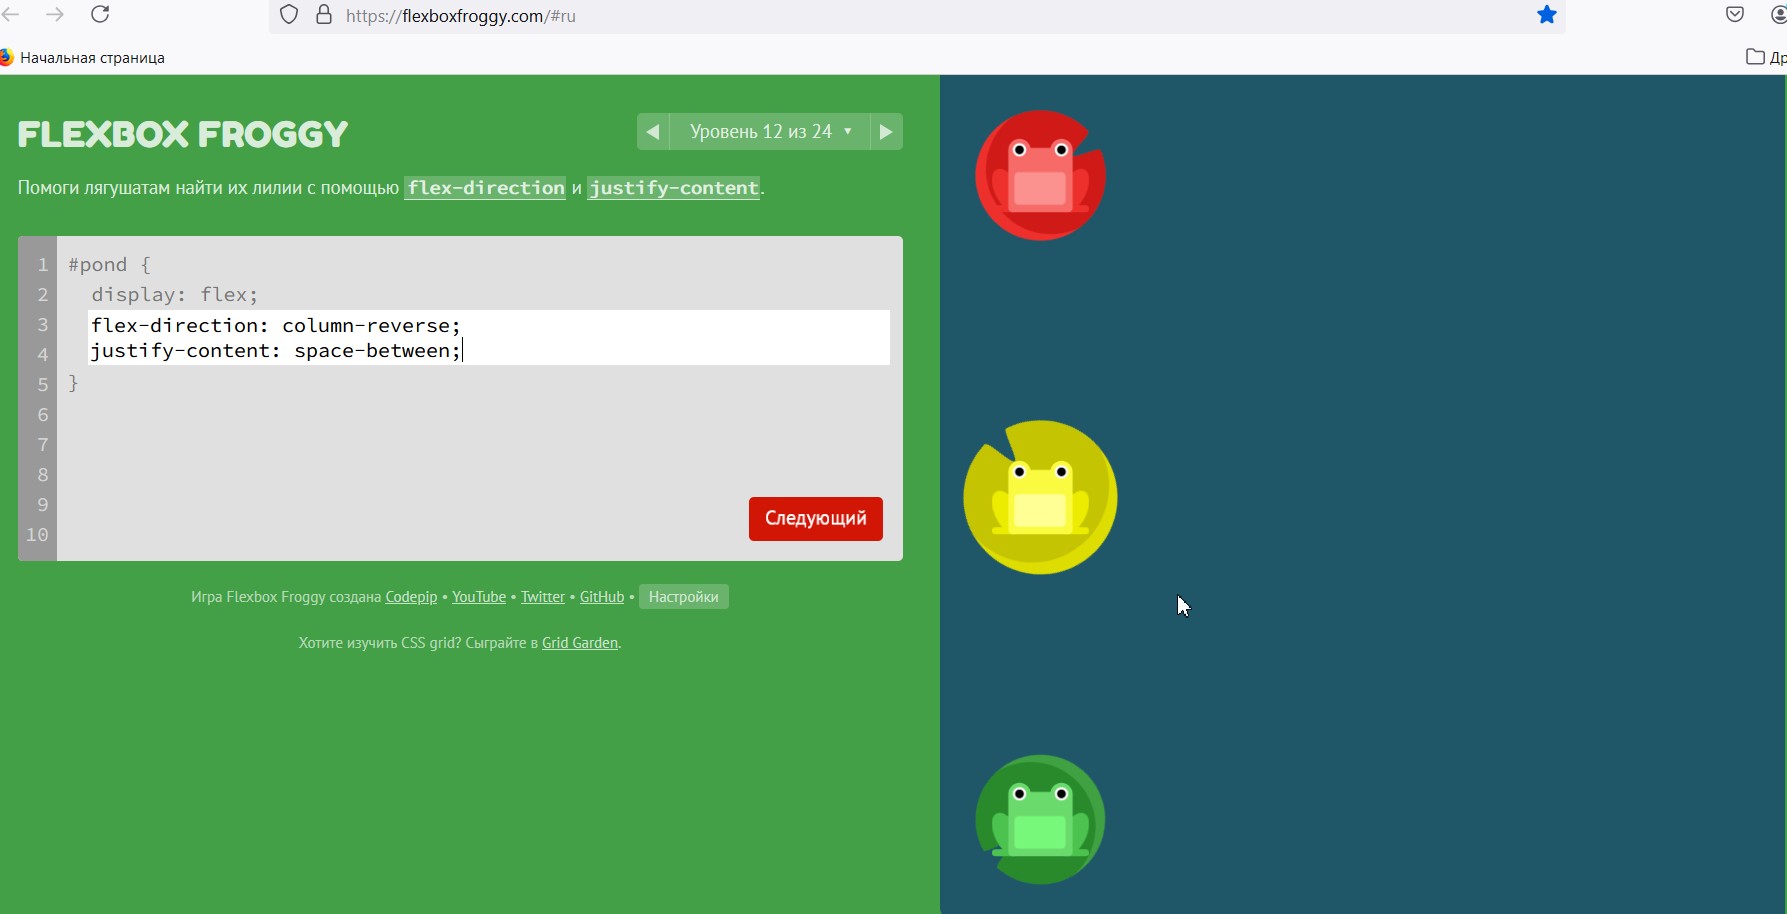 https://flexboxfroggy.com/#ru
Начальная страница
Др
FLEXBOX FROGGY
Уровень 12 из 24 ▼
Помоги лягушатам найти их лилии с помощью flex-direction и justify-content.
1 #pond {
2 display: flex;
3 flex-direction: column-reverse;
4 justify-content: space-between;
5 }
6
7
8
9
10
Следующий
Игра Flexbox Froggy создана Codepip • YouTube • Twitter • GitHub • Настройки
Хотите изучить CSS grid? Сыграйте в Grid Garden.